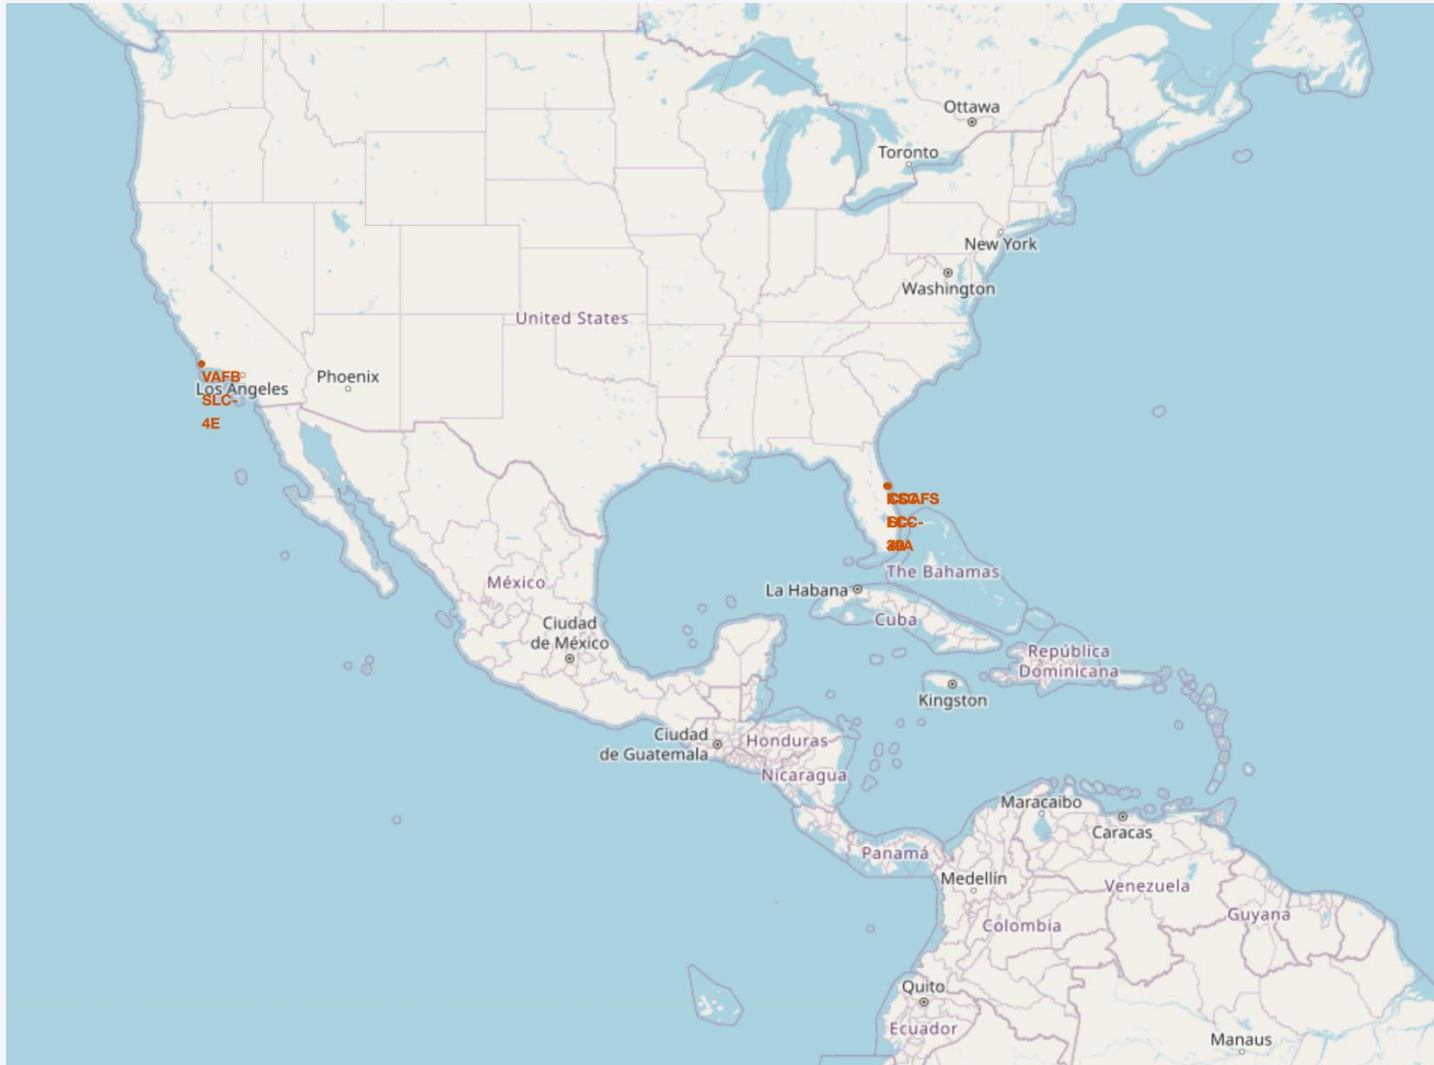 Ottawa
Toronto
New York
Washington
United States
Phoenix
Los Angeles
VAFB
SLC-
4E
The Bahamas
La Habana
Cuba
México
Ciudad
de México
República
Dominicana
Kingston
Ciudad
de Guatemala
Honduras
Nicaragua
Maracaibo
Caracas
Panamá
Medellín
Venezuela
Guyana
Colombia
Quito
Ecuador
Manaus